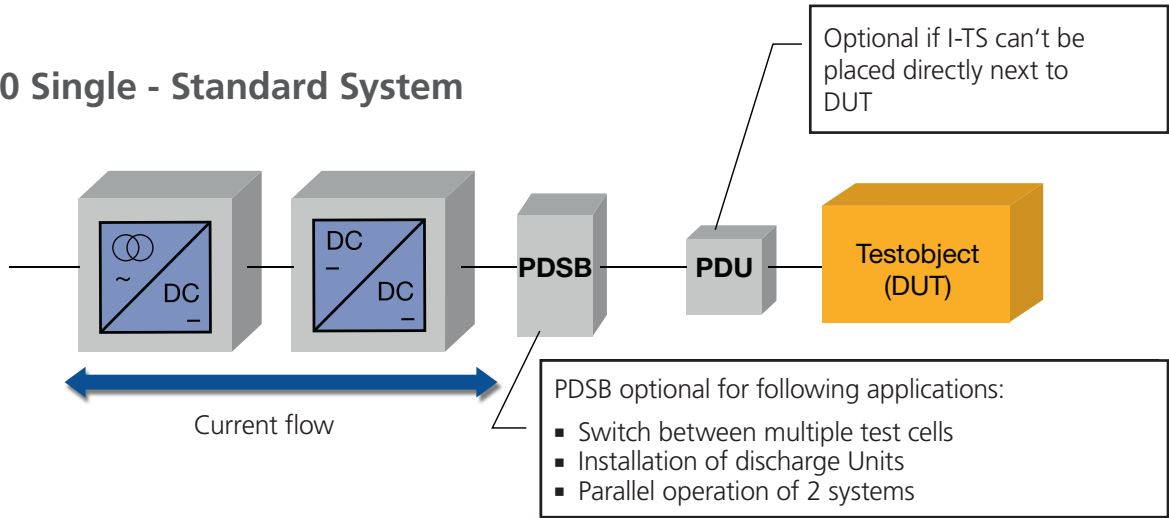 0 Single - Standard System
Optional if I-TS can't be
placed directly next to
DUT
~
DC
–
DC
–
DC
–
PDSB
PDU
Testobject
(DUT)
Current flow
PDSB optional for following applications:
▪ Switch between multiple test cells
▪ Installation of discharge Units
▪ Parallel operation of 2 systems